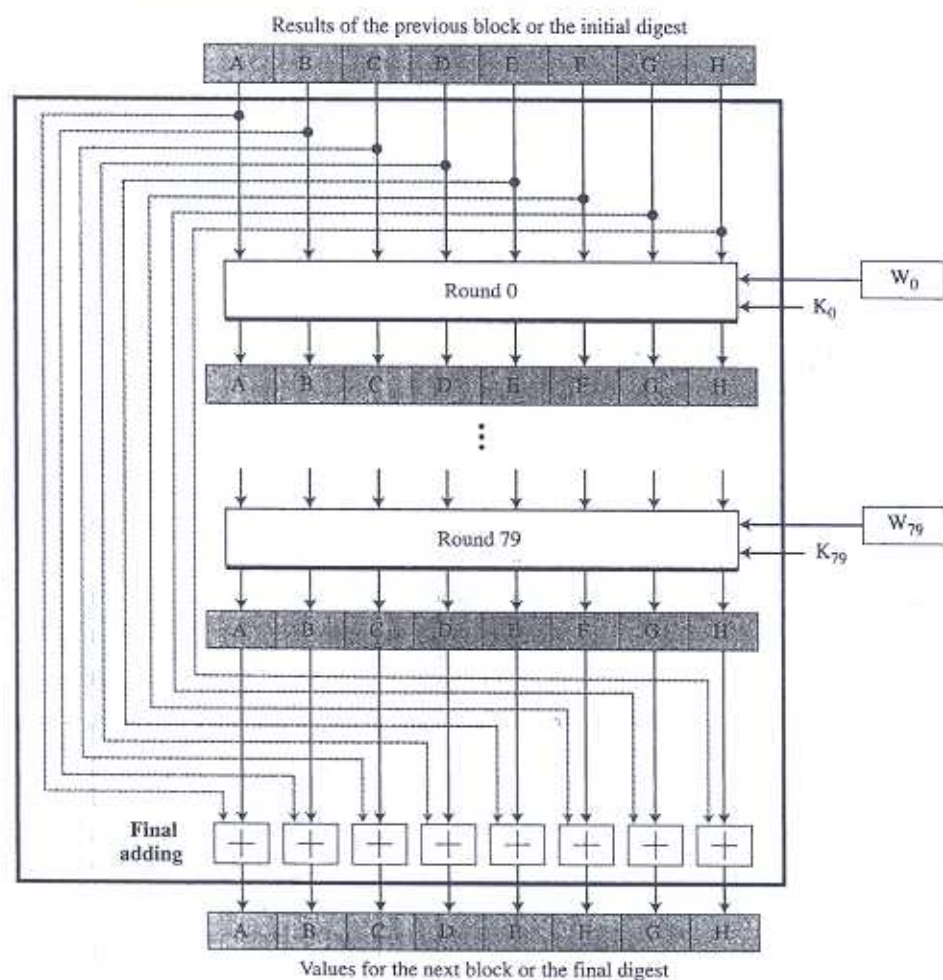 Results of the previous block or the initial digest
A B C D E F G H
Round 0
W0
K0
A B C D E F G H
Round 79
W79
K79
A B C D E F G H
Final
adding
+ + + + + + + +
A B C D E F G H
Values for the next block or the final digest